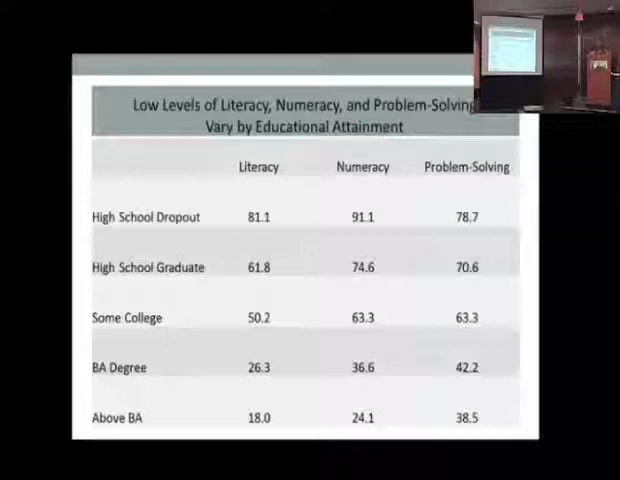 Low Levels of Literacy, Numeracy, and Problem-Solving
Vary by Educational Attainment
Literacy Numeracy Problem-Solving
High School Dropout 81.1 91.1 78.7
High School Graduate 61.8 74.6 70.6
Some College 50.2 63.3 63.3
BA Degree 26.3 36.6 42.2
Above BA 18.0 24.1 38.5